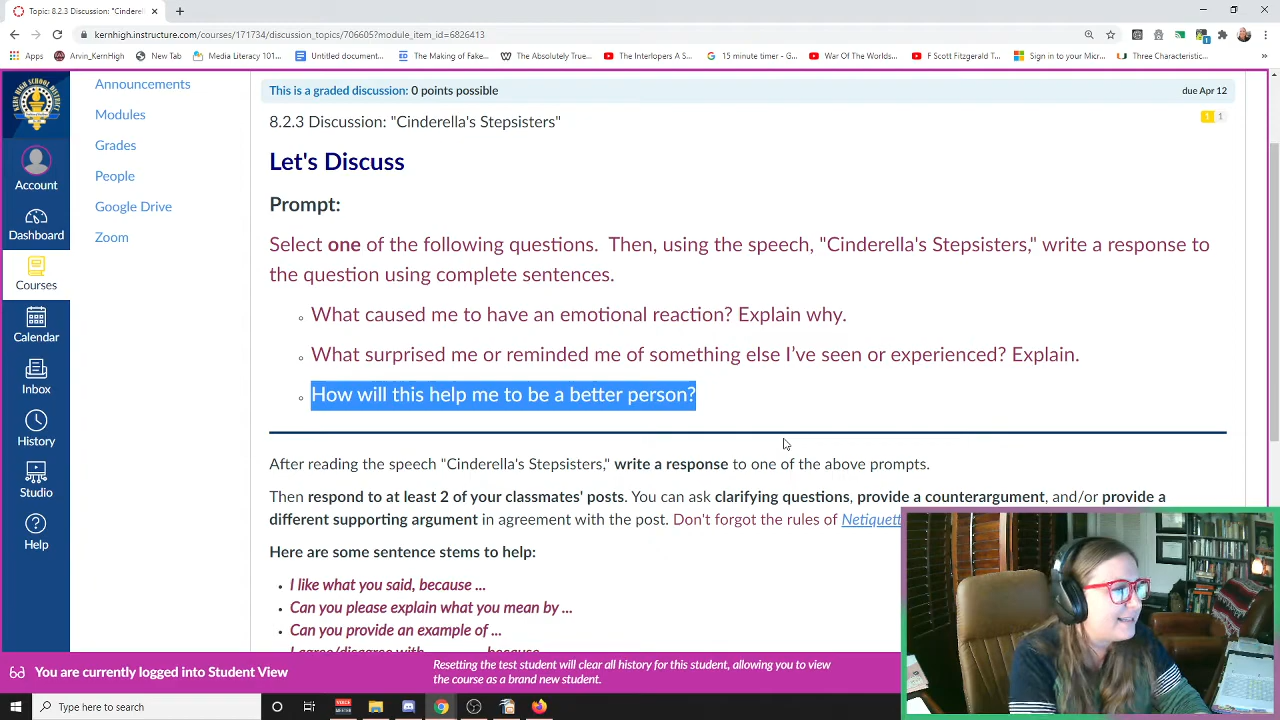 Topic: 8.2.3 Discussion: "Cinderel
kernhigh.instructure.com/courses/171734/discussion_topics/706605?module_item_id=6826413
Apps
Arvin_KernHigh
New Tab
Media Literacy 101...
Untitled documen...
The Making of Fake...
The Absolutely True...
The Interlopers A S...
15 minute timer - G...
War Of The Worlds...
F Scott Fitzgerald T...
Sign in to your Micr...
Three Characteristic...
Announcements
Modules
Grades
People
Google Drive
Zoom
Account
Dashboard
Courses
Calendar
Inbox
History
Studio
Help
This is a graded discussion: 0 points possible
due Apr 12
8.2.3 Discussion: "Cinderella's Stepsisters"
1 1
Let's Discuss
Prompt:
Select one of the following questions. Then, using the speech, "Cinderella's Stepsisters," write a response to
the question using complete sentences.
What caused me to have an emotional reaction? Explain why.
What surprised me or reminded me of something else I've seen or experienced? Explain.
How will this help me to be a better person?
After reading the speech "Cinderella's Stepsisters," write a response to one of the above prompts.
Then respond to at least 2 of your classmates' posts. You can ask clarifying questions, provide a counterargument, and/or provide a
different supporting argument in agreement with the post. Don't forgot the rules of Netiquett
Here are some sentence stems to help:
I like what you said, because ...
Can you please explain what you mean by ...
Can you provide an example of ...
I agree/disagree with because
You are currently logged into Student View
Resetting the test student will clear all history for this student, allowing you to view
the course as a brand new student.
Type here to search